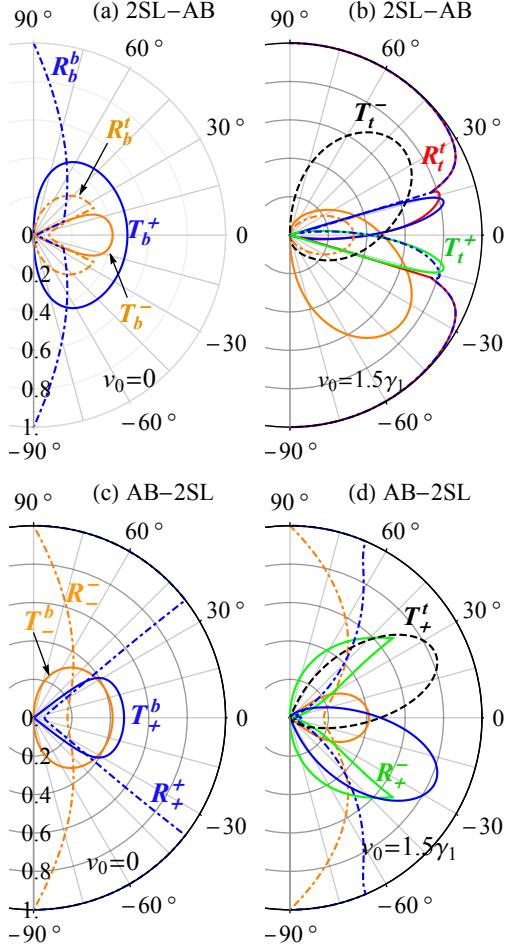 (a) 2SL−AB
(b) 2SL−AB
90°
60°
30°
0
−30
−60°
−90°
R_b^b
R_b^t
T_b^+
T_b^-
0
0.2
0.4
0.6
0.8
1.
v_0=0
90°
60°
30°
0
−30
−60°
−90°
T_t^-
R_t^t
T_t^+
v_0=1.5γ_1
(c) AB−2SL
(d) AB−2SL
90°
60°
30°
0
−30
−60°
−90°
R_-^-
T_-^b
T_+^b
R_+^+
0
0.2
0.4
0.6
0.8
1.
v_0=0
90°
60°
30°
0
−30
−60°
−90°
T_+^t
R_+^-
v_0=1.5γ_1